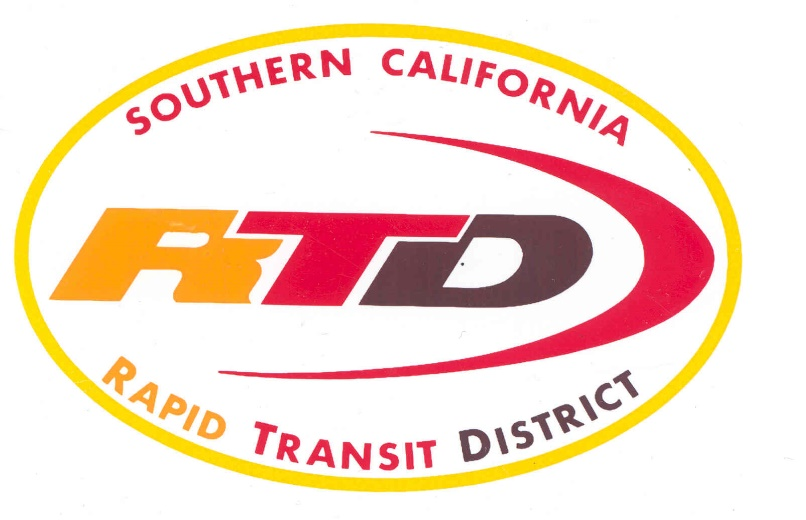 SOUTHERN CALIFORNIA
RTD
RAPID TRANSIT DISTRICT